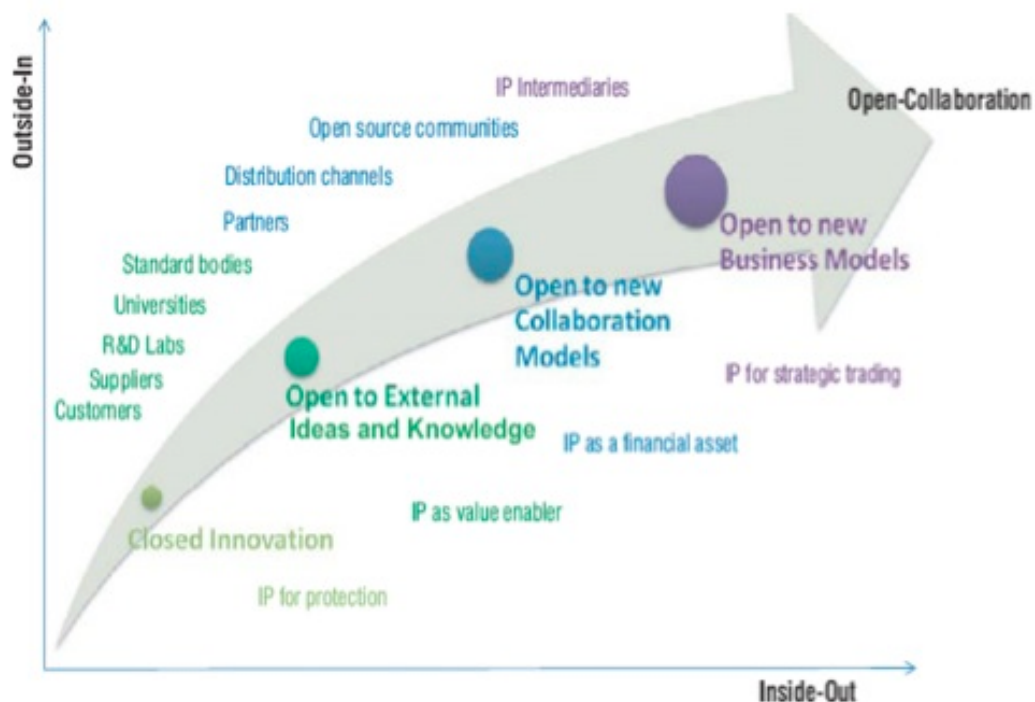 Outside-In
IP Intermediaries
Open-Collaboration
Open source communities
Distribution channels
Partners
Open to new
Business Models
Standard bodies
Universities
Open to new
Collaboration
Models
R&D Labs
Suppliers
Customers
Open to External
Ideas and Knowledge
IP for strategic trading
IP as a financial asset
IP as value enabler
Closed Innovation
IP for protection
Inside-Out